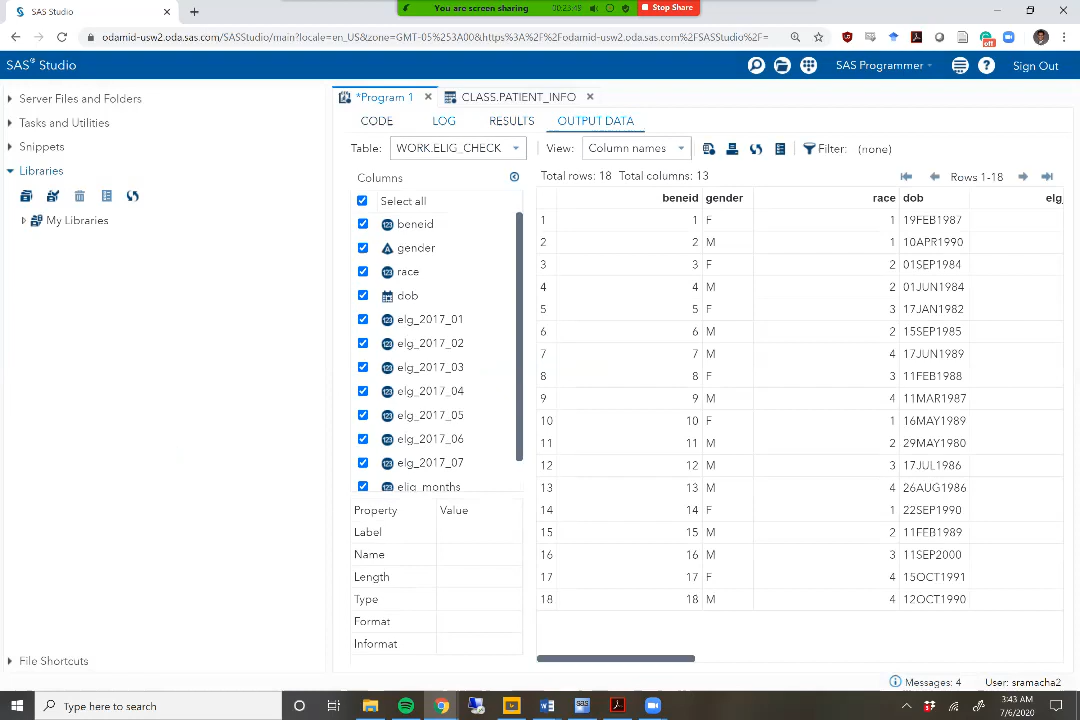 SAS Studio
You are screen sharing
00:23:49
Stop Share
odamid-usw2.oda.sas.com/SASStudio/main?locale=en_US&zone=GMT-05%253A00&https%3A%2F%2Fodamid-usw2.oda.sas.com%2FSASStudio%2F=
off
SAS® Studio
SAS Programmer
Sign Out
Server Files and Folders
Tasks and Utilities
Snippets
Libraries
My Libraries
File Shortcuts
*Program 1
CLASS.PATIENT_INFO
CODE LOG RESULTS OUTPUT DATA
Table: WORK.ELIG_CHECK View: Column names Filter: (none)
Columns
Total rows: 18 Total columns: 13
Rows 1-18
Select all
beneid
gender
race
dob
elg_2017_01
elg_2017_02
elg_2017_03
elg_2017_04
elg_2017_05
elg_2017_06
elg_2017_07
elig_months
Property Value
Label
Name
Length
Type
Format
Informat
beneid gender race dob elg_
1 1 F 1 19FEB1987
2 2 M 1 10APR1990
3 3 F 2 01SEP1984
4 4 M 2 01JUN1984
5 5 F 3 17JAN1982
6 6 M 2 15SEP1985
7 7 M 4 17JUN1989
8 8 F 3 11FEB1988
9 9 M 4 11MAR1987
10 10 F 1 16MAY1989
11 11 M 2 29MAY1980
12 12 M 3 17JUL1986
13 13 M 4 26AUG1986
14 14 F 1 22SEP1990
15 15 M 2 11FEB1989
16 16 M 3 11SEP2000
17 17 F 4 15OCT1991
18 18 M 4 12OCT1990
Messages: 4 User: sramacha2
Type here to search
3:43 AM
7/6/2020